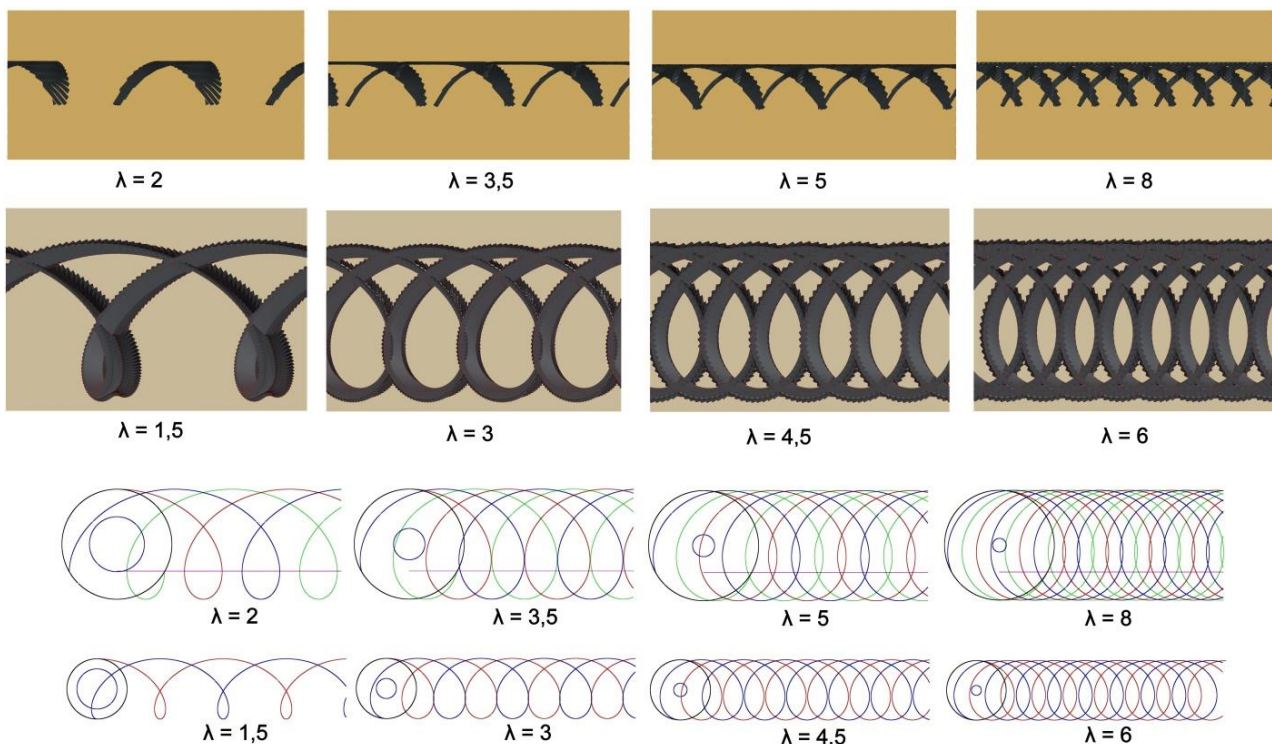 λ = 2
λ = 3,5
λ = 5
λ = 8
λ = 1,5
λ = 3
λ = 4,5
λ = 6
λ = 2
λ = 3,5
λ = 5
λ = 8
λ = 1,5
λ = 3
λ = 4,5
λ = 6